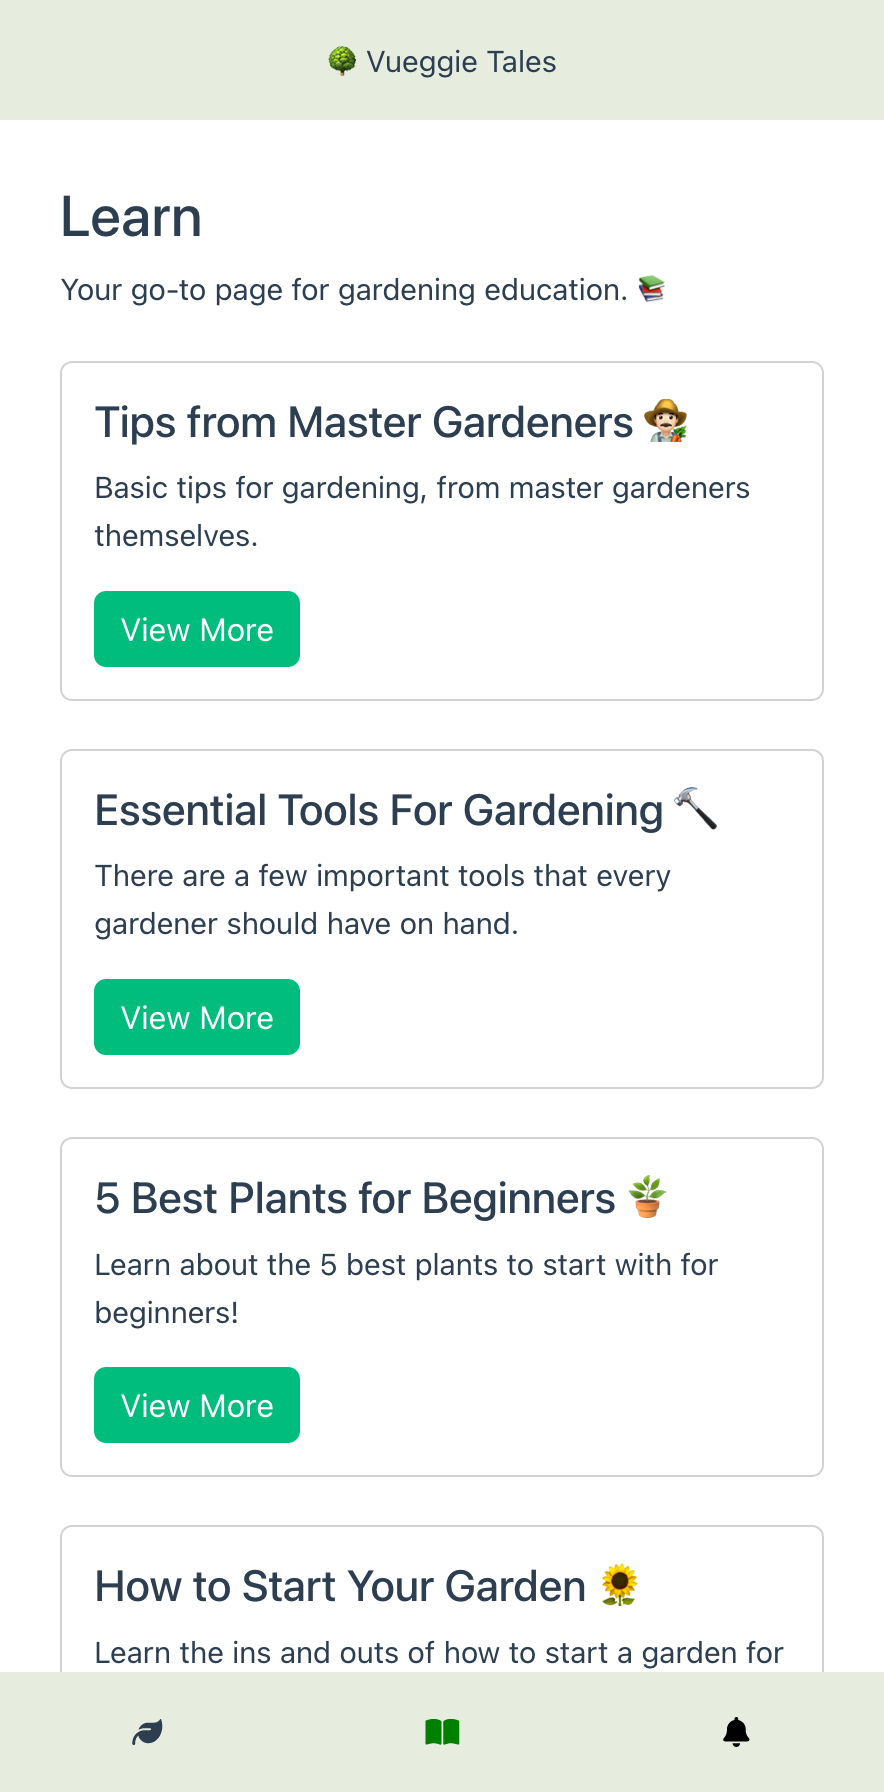 🌳 Vueggie Tales
Learn
Your go-to page for gardening education. 📚
Tips from Master Gardeners 🧑🏻‍🌾
Basic tips for gardening, from master gardeners
themselves.
View More
Essential Tools For Gardening 🔨
There are a few important tools that every
gardener should have on hand.
View More
5 Best Plants for Beginners 🪴
Learn about the 5 best plants to start with for
beginners!
View More
How to Start Your Garden 🌻
Learn the ins and outs of how to start a garden for